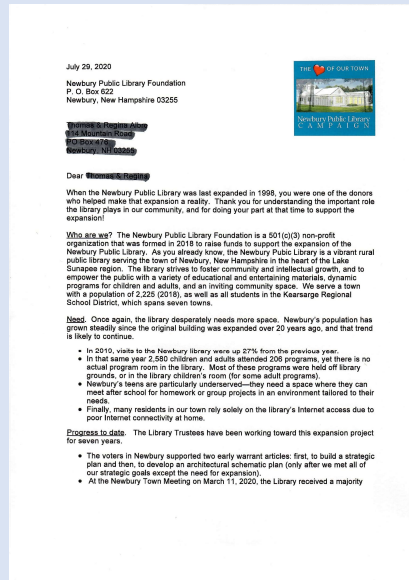 July 29, 2020
THE OF OUR TOWN
Newbury Public Library
CAMPAIGN
Newbury Public Library Foundation
P. O. Box 622
Newbury, New Hampshire 03255
Dear
When the Newbury Public Library was last expanded in 1998, you were one of the donors
who helped make that expansion a reality. Thank you for understanding the important role
the library plays in our community, and for doing your part at that time to support the
expansion!
Who are we? The Newbury Public Library Foundation is a 501(c)(3) non-profit
organization that was formed in 2018 to raise funds to support the expansion of the
Newbury Public Library. As you already know, the Newbury Public Library is a vibrant rural
public library serving the town of Newbury, New Hampshire in the heart of the Lake
Sunapee region. The library strives to foster community and intellectual growth, and to
empower the public with a variety of educational and entertaining materials, dynamic
programs for children and adults, and an inviting community space. We serve a town
with a population of 2,225 (2018), as well as all students in the Kearsarge Regional
School District, which spans seven towns.
Need. Once again, the library desperately needs more space. Newbury's population has
grown steadily since the original building was expanded over 20 years ago, and that trend
is likely to continue.
• In 2019, visits to the Newbury library were up 27% from the previous year.
• In that same year 2,580 children and adults attended 206 programs, yet there is no
actual program room in the library. Most of these programs were held off library
grounds, or in the library children's room (for some adult programs).
• Newbury's teens are particularly underserved—they need a space where they can
meet after school for homework or group projects in an environment tailored to their
needs.
• Finally, many residents in our town rely solely on the library's Internet access due to
poor Internet connectivity at home.
Progress to date. The Library Trustees have been working toward this expansion project
for seven years.
• The voters in Newbury supported two early warrant articles: first, to build a strategic
plan and then, to develop an architectural schematic plan (only after we met all of
our strategic goals except the need for expansion).
• At the Newbury Town Meeting on March 11, 2020, the Library received a majority